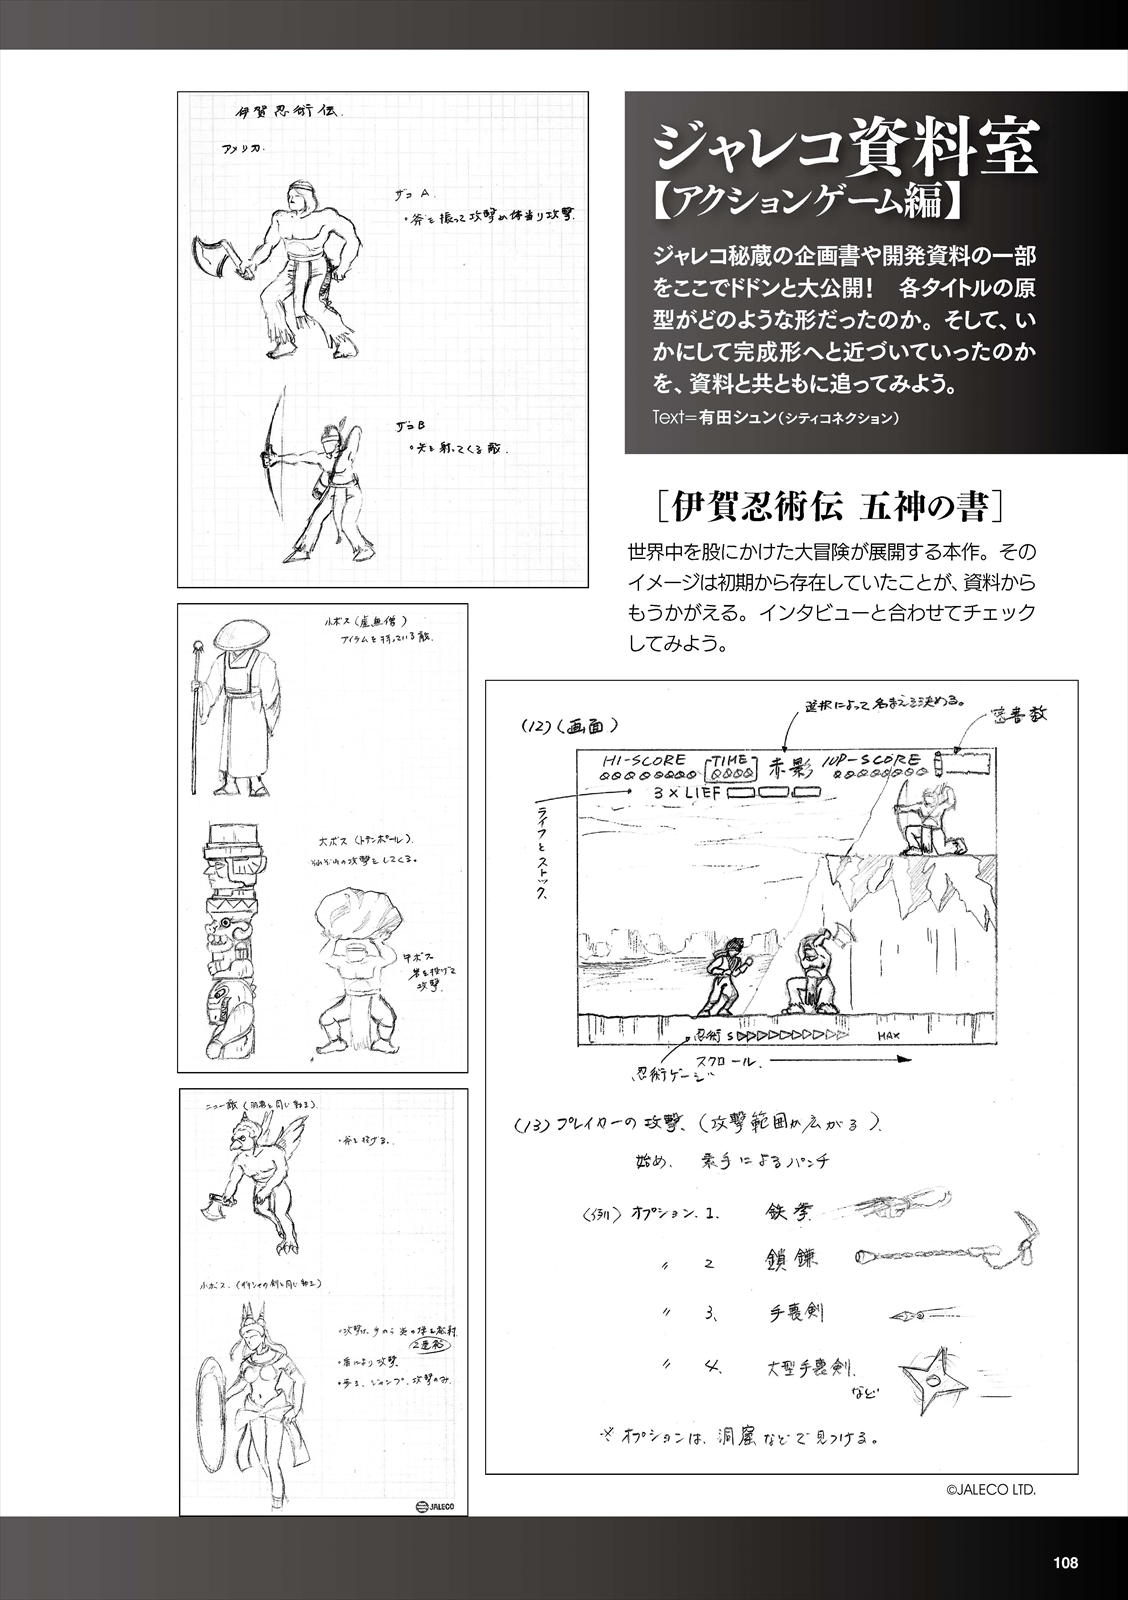 ジャレコ資料室
【アクションゲーム編】
ジャレコ秘蔵の企画書や開発資料の一部
をここでドドンと大公開！　各タイトルの原
型がどのような形だったのか。そして、い
かにして完成形へと近づいていったのか
を、資料と共ともに追ってみよう。
Text=有田シュン（シティコネクション）
［伊賀忍術伝 五神の書］
世界中を股にかけた大冒険が展開する本作。その
イメージは初期から存在していたことが、資料から
もうかがえる。インタビューと合わせてチェック
してみよう。
伊賀忍術伝.
アメリカ.
ザコA.
・斧を振って攻撃や体当り攻撃.
ザコB
・矢を射ってくる敵.
小ボス（虚無僧）
アイテムを持っている敵.
大ボス（トーテンポール）.
それぞれの攻撃をしてくる。
中ボス
岩を投げて
攻撃.
・斧を投げる.
・盾により攻撃.
・歩き、ジャンプ、攻撃のみ.
JALECO
(12)(画面)
選択によって名まえを決める。
密書数
HI-SCORE
TIME
赤影
1UP-SCORE
3×LIEF
ライフとストック.
忍術 S▷▷▷▷▷▷▷▷▷▷ MAX
スクロール.
忍術ゲージ
(13)プレイヤーの攻撃、(攻撃範囲が広がる).
始め、 素手によるパンチ
(例)オプション.1. 鉄拳
〃 2 鎖鎌
〃 3. 手裏剣
〃 4. 大型手裏剣.
など
※オプションは、洞窟などで見つける。
©JALECO LTD.
108